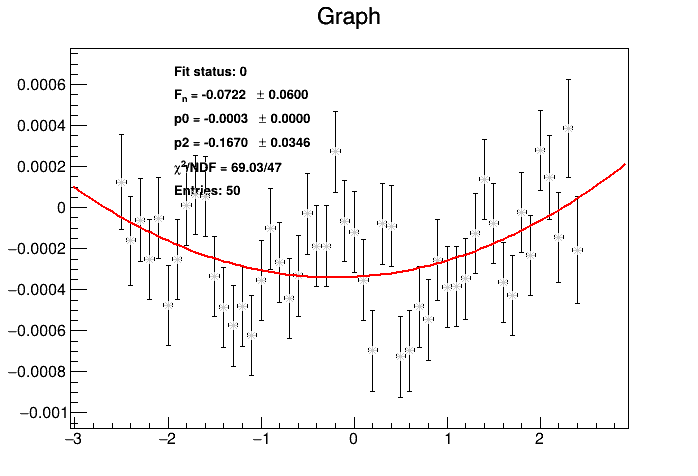 Graph
Fit status: 0
Fn = -0.0722 ± 0.0600
p0 = -0.0003 ± 0.0000
p2 = -0.1670 ± 0.0346
χ²/NDF = 69.03/47
Entries: 50
0.0006
0.0004
0.0002
0
−0.0002
−0.0004
−0.0006
−0.0008
−0.001
−3 −2 −1 0 1 2